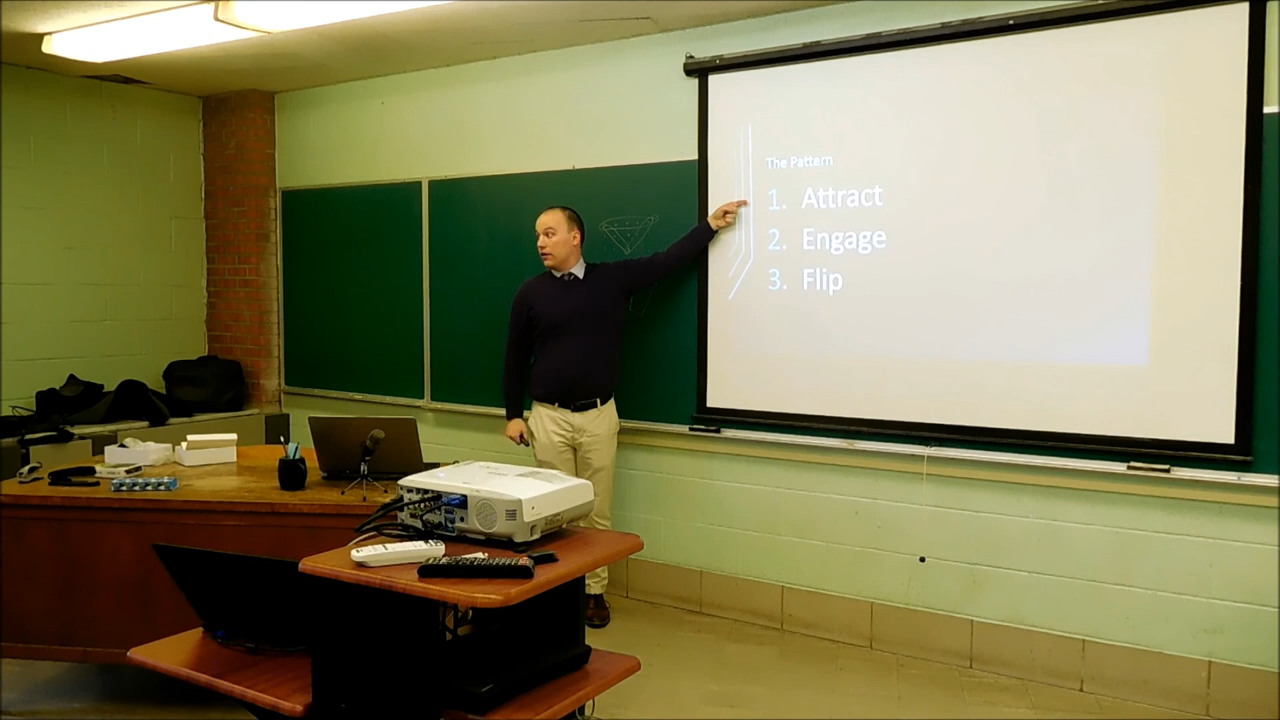 The Pattern
1. Attract
2. Engage
3. Flip